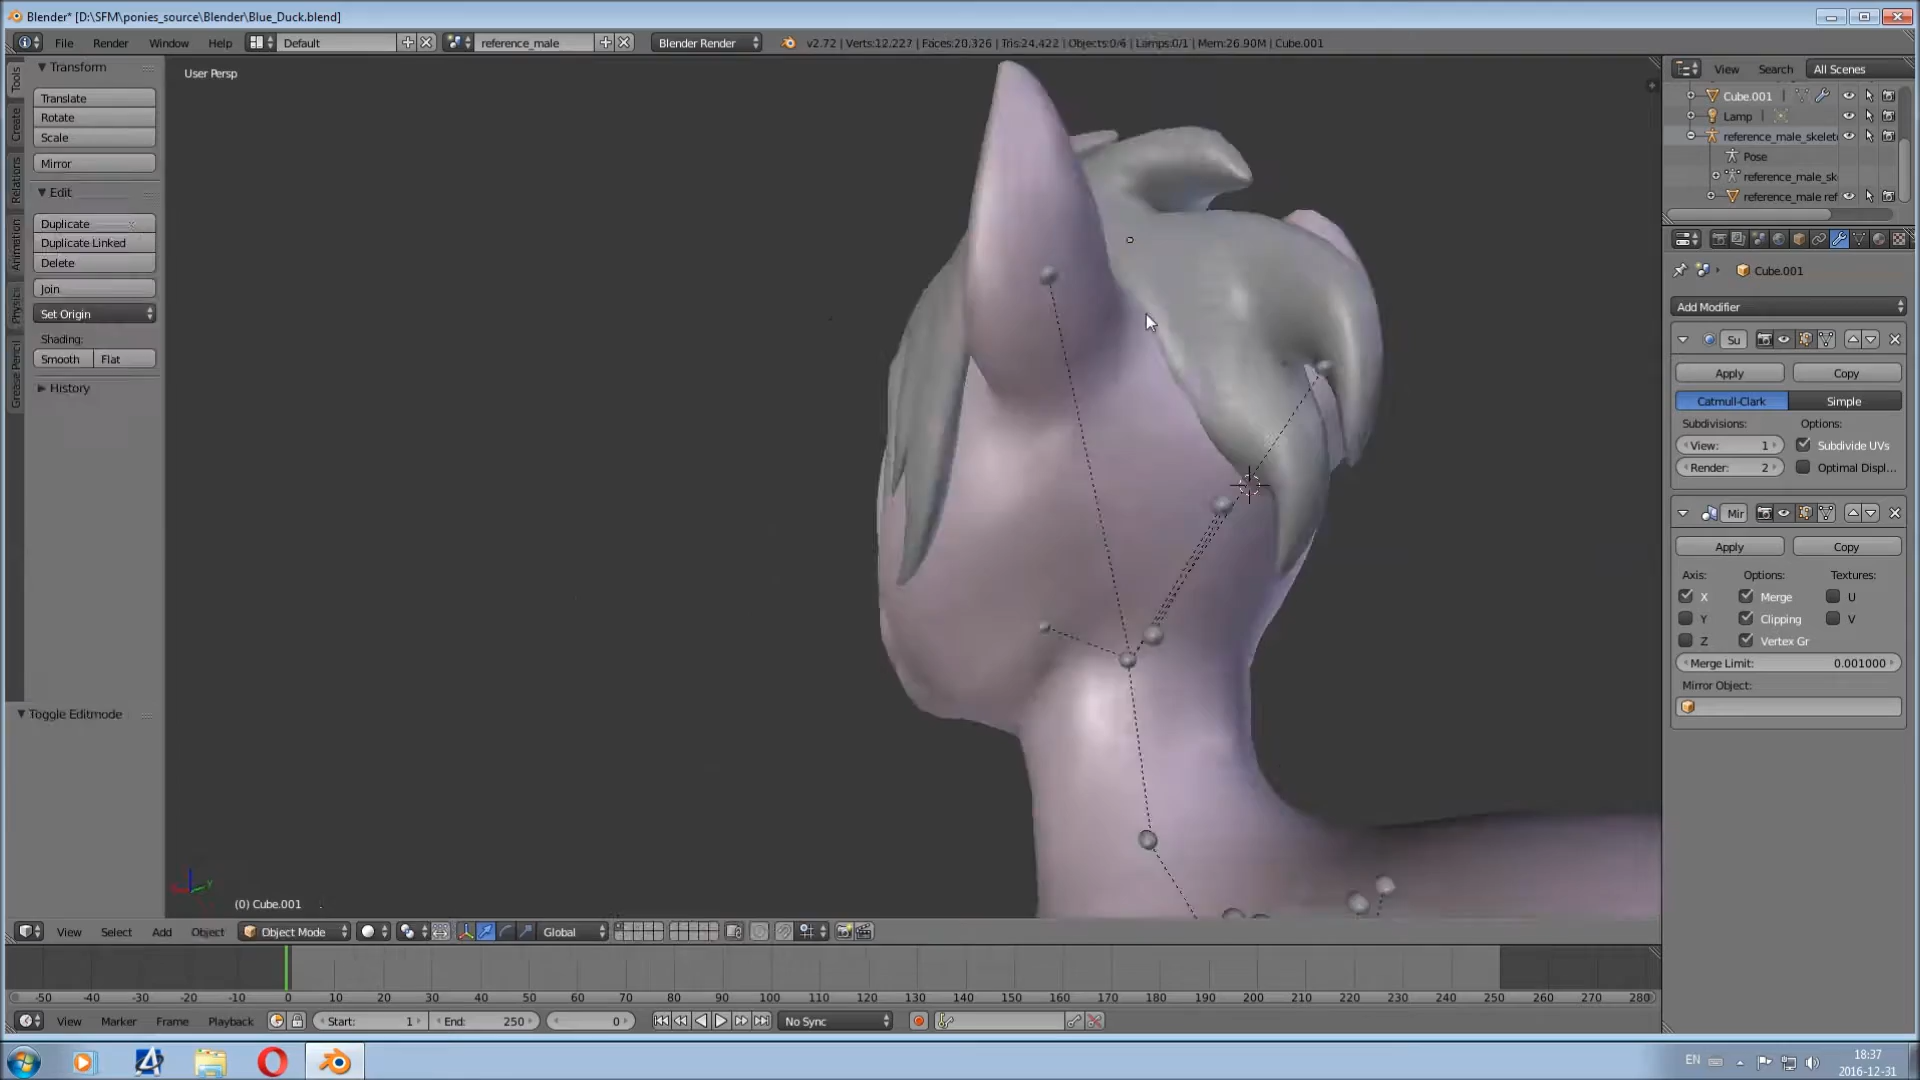 Blender* [D:\SFM\ponies_source\Blender\Blue_Duck.blend]
File Render Window Help Default reference_male Blender Render v2.72 | Verts:12,227 | Faces:20,326 | Tris:24,422 | Objects:0/6 | Lamps:0/1 | Mem:26.90M | Cube.001
Tools
Create
Relations
Animation
Physics
Grease Pencil
Transform
Translate
Rotate
Scale
Mirror
Edit
Duplicate
Duplicate Linked
Delete
Join
Set Origin
Shading:
Smooth Flat
History
Toggle Editmode
User Persp
(0) Cube.001
View Search All Scenes
Cube.001
Lamp
reference_male_skelet
Pose
reference_male_sk
reference_male ref
Cube.001
Add Modifier
Su
Apply Copy
Catmull-Clark Simple
Subdivisions: Options:
View: 1 Subdivide UVs
Render: 2 Optimal Displ...
Mir
Apply Copy
Axis: Options: Textures:
X Merge U
Y Clipping V
Z Vertex Gr
Merge Limit: 0.001000
Mirror Object:
View Select Add Object Object Mode Global
-50 -40 -30 -20 -10 0 10 20 30 40 50 60 70 80 90 100 110 120 130 140 150 160 170 180 190 200 210 220 230 240 250 260 270 280
View Marker Frame Playback Start: 1 End: 250 0 No Sync
EN 18:37
2016-12-31